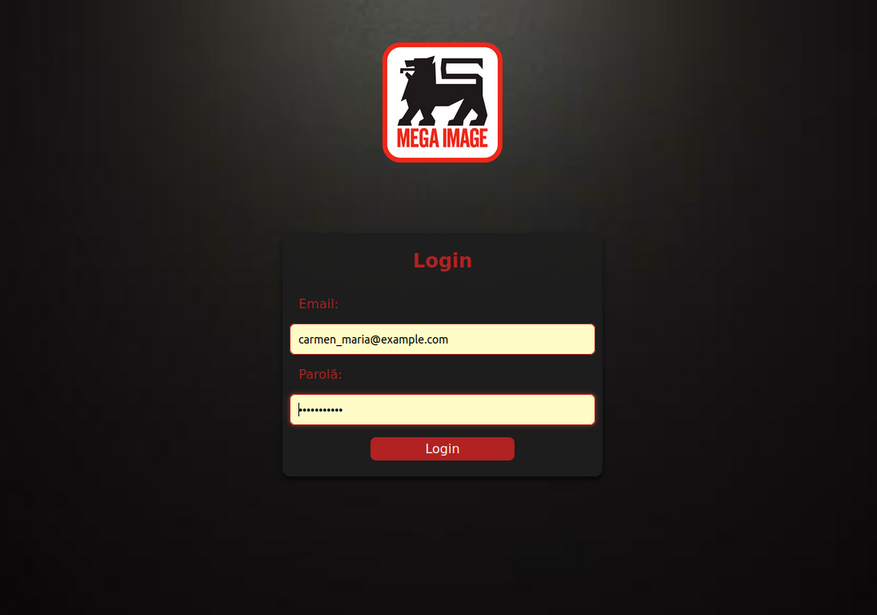 MEGA IMAGE
Login
Email:
carmen_maria@example.com
Parolă:
•••••••••••
Login